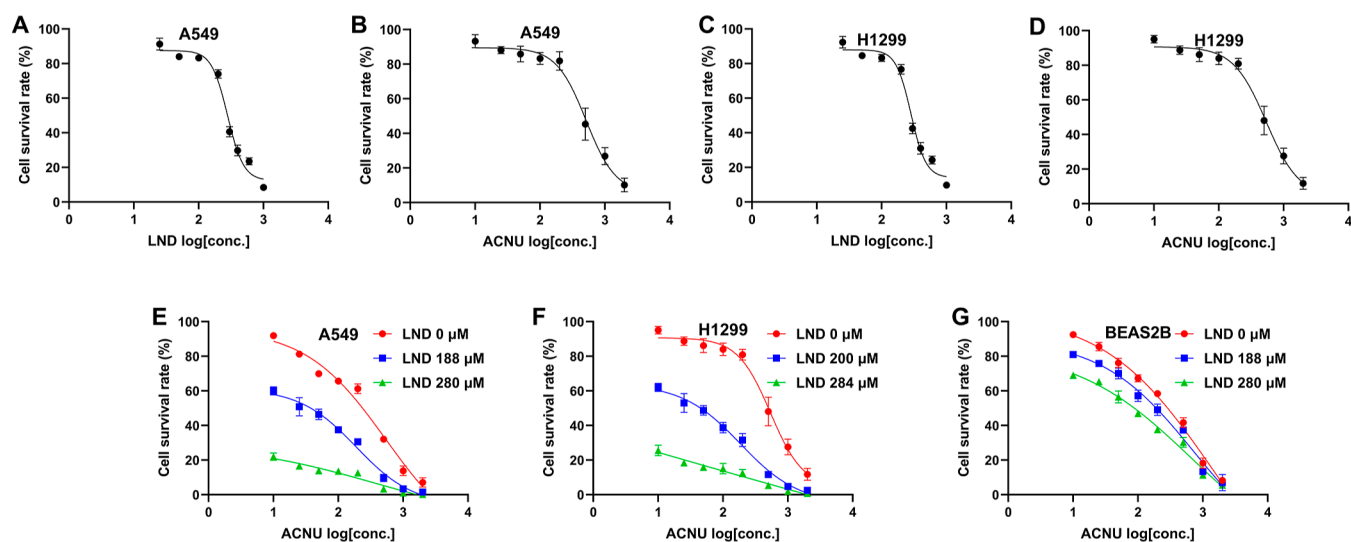 A
A549
Cell survival rate (%)
100
80
60
40
20
0
0 1 2 3 4
LND log[conc.]
B
A549
Cell survival rate (%)
100
80
60
40
20
0
0 1 2 3 4
ACNU log[conc.]
C
H1299
Cell survival rate (%)
100
80
60
40
20
0
0 1 2 3 4
LND log[conc.]
D
H1299
Cell survival rate (%)
100
80
60
40
20
0
0 1 2 3 4
ACNU log[conc.]
E
A549
LND 0 μM
LND 188 μM
LND 280 μM
Cell survival rate (%)
100
80
60
40
20
0
0 1 2 3 4
ACNU log[conc.]
F
H1299
LND 0 μM
LND 200 μM
LND 284 μM
Cell survival rate (%)
100
80
60
40
20
0
0 1 2 3 4
ACNU log[conc.]
G
BEAS2B
LND 0 μM
LND 188 μM
LND 280 μM
Cell survival rate (%)
100
80
60
40
20
0
0 1 2 3 4
ACNU log[conc.]